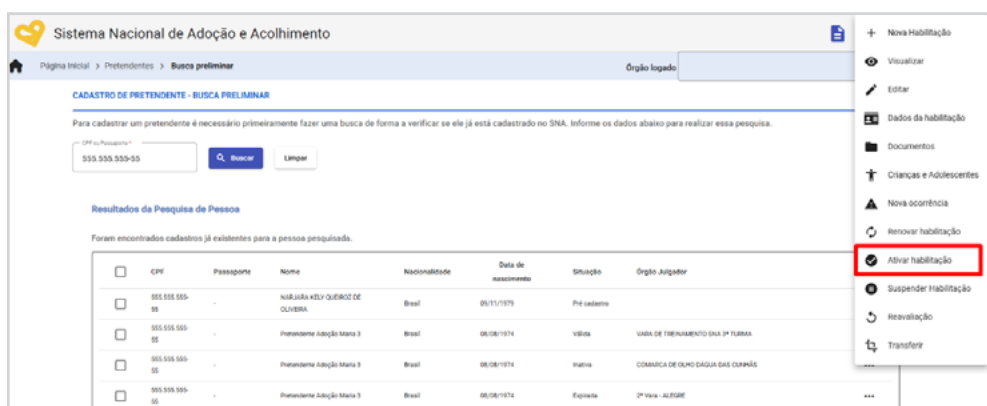 Sistema Nacional de Adoção e Acolhimento
Página Inicial > Pretendentes > Busca preliminar
Órgão logado
CADASTRO DE PRETENDENTE - BUSCA PRELIMINAR
Para cadastrar um pretendente é necessário primeiramente fazer uma busca de forma a verificar se ele já está cadastrado no SNA. Informe os dados abaixo para realizar essa pesquisa.
CPF ou Passaporte *
555.555.555-55
Buscar
Limpar
Resultados da Pesquisa de Pessoa
Foram encontrados cadastros já existentes para a pessoa pesquisada.
CPF Passaporte Nome Nacionalidade Data de nascimento Situação Órgão Julgador
555.555.555-55 - NARJARA KELY QUEIROZ DE OLIVEIRA Brasil 09/11/1979 Pré cadastro
555.555.555-55 - Pretendente Adoção Maria 3 Brasil 08/08/1974 Válida VARA DE TREINAMENTO SNA 3ª TURMA
555.555.555-55 - Pretendente Adoção Maria 3 Brasil 08/08/1974 Inativa COMARCA DE OLHO DÁGUA DAS CUNHÃS ...
555.555.555-55 - Pretendente Adoção Maria 3 Brasil 08/08/1974 Expirada 2ª Vara - ALEGRE ...
Nova Habilitação
Visualizar
Editar
Dados da habilitação
Documentos
Crianças e Adolescentes
Nova ocorrência
Renovar habilitação
Ativar habilitação
Suspender Habilitação
Reavaliação
Transferir